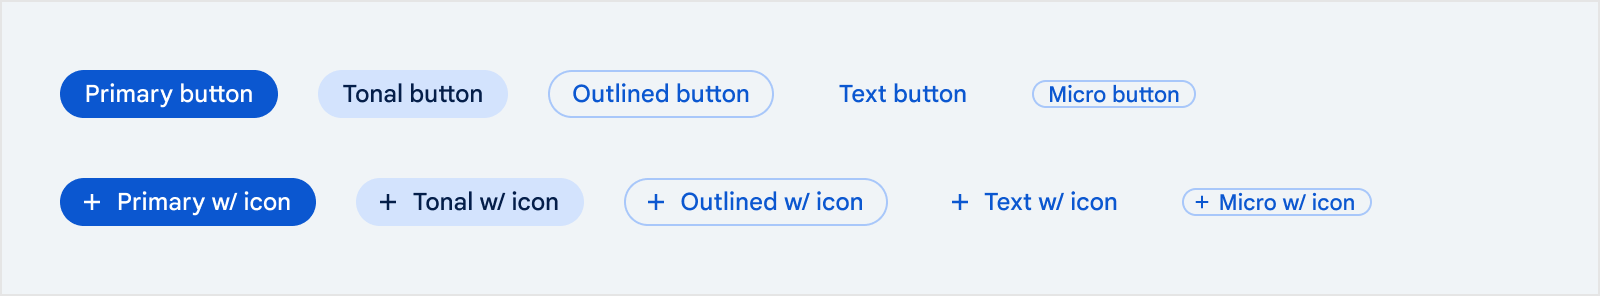 Primary button Tonal button Outlined button Text button Micro button
+ Primary w/ icon + Tonal w/ icon + Outlined w/ icon + Text w/ icon + Micro w/ icon